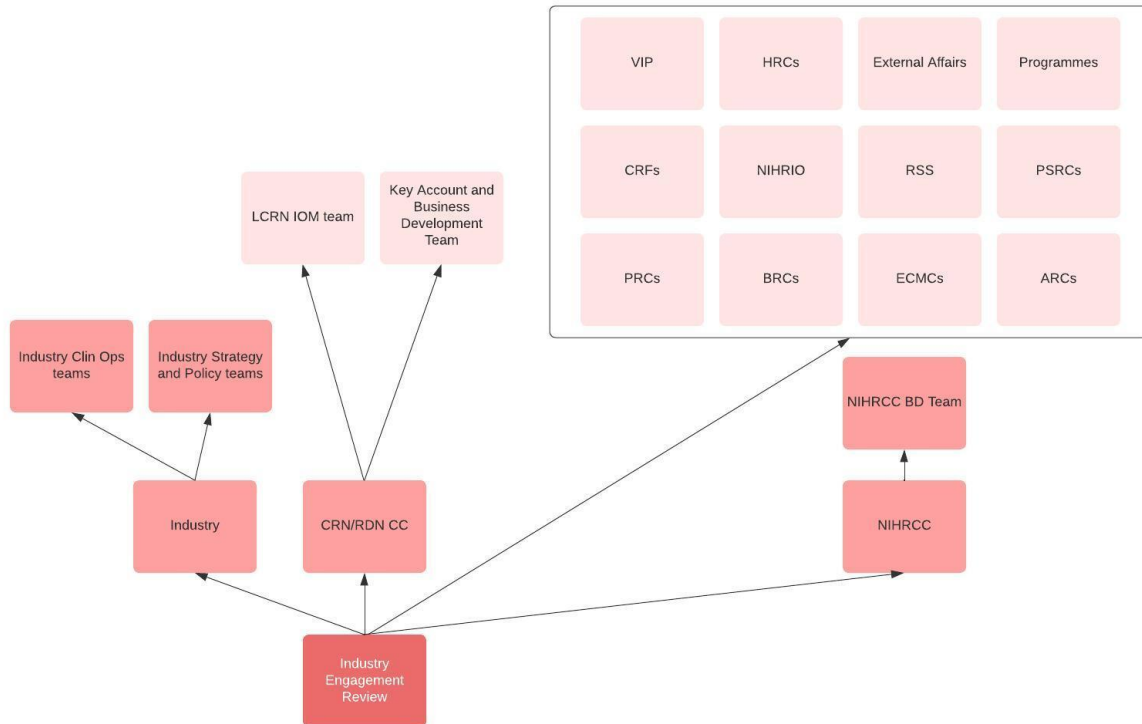 VIP
HRCs
External Affairs
Programmes
CRFs
NIHRIO
RSS
PSRCs
PRCs
BRCs
ECMCs
ARCs
LCRN IOM team
Key Account and
Business
Development
Team
Industry Clin Ops
teams
Industry Strategy
and Policy teams
NIHRCC BD Team
Industry
CRN/RDN CC
NIHRCC
Industry
Engagement
Review